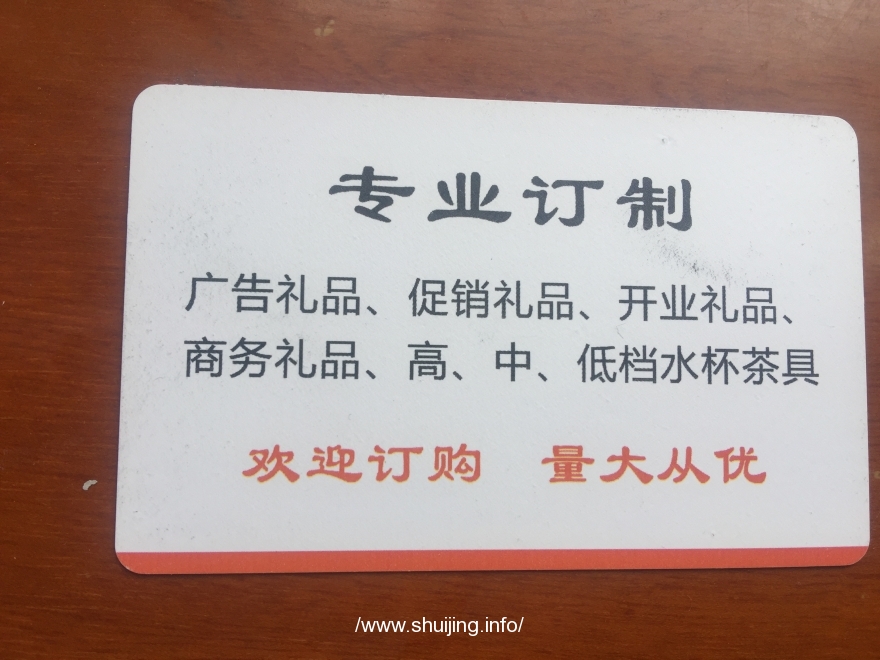 专业订制
广告礼品、促销礼品、开业礼品、
商务礼品、高、中、低档水杯茶具
欢迎订购 量大从优
/www.shuijing.info/